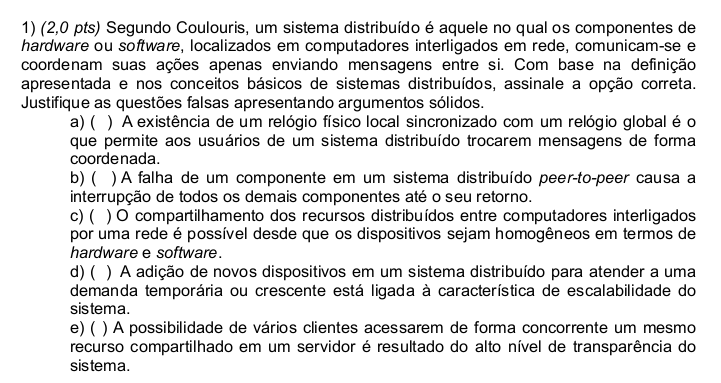 1) (2,0 pts) Segundo Coulouris, um sistema distribuído é aquele no qual os componentes de
hardware ou software, localizados em computadores interligados em rede, comunicam-se e
coordenam suas ações apenas enviando mensagens entre si. Com base na definição
apresentada e nos conceitos básicos de sistemas distribuídos, assinale a opção correta.
Justifique as questões falsas apresentando argumentos sólidos.
a) ( ) A existência de um relógio físico local sincronizado com um relógio global é o
que permite aos usuários de um sistema distribuído trocarem mensagens de forma
coordenada.
b) ( ) A falha de um componente em um sistema distribuído peer-to-peer causa a
interrupção de todos os demais componentes até o seu retorno.
c) ( ) O compartilhamento dos recursos distribuídos entre computadores interligados
por uma rede é possível desde que os dispositivos sejam homogêneos em termos de
hardware e software.
d) ( ) A adição de novos dispositivos em um sistema distribuído para atender a uma
demanda temporária ou crescente está ligada à característica de escalabilidade do
sistema.
e) ( ) A possibilidade de vários clientes acessarem de forma concorrente um mesmo
recurso compartilhado em um servidor é resultado do alto nível de transparência do
sistema.